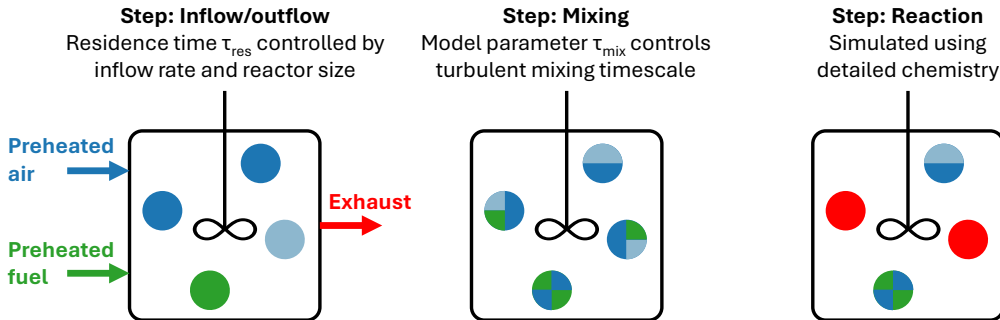 Step: Inflow/outflow
Residence time τres controlled by
inflow rate and reactor size
Preheated
air
Preheated
fuel
Exhaust
Step: Mixing
Model parameter τmix controls
turbulent mixing timescale
Step: Reaction
Simulated using
detailed chemistry